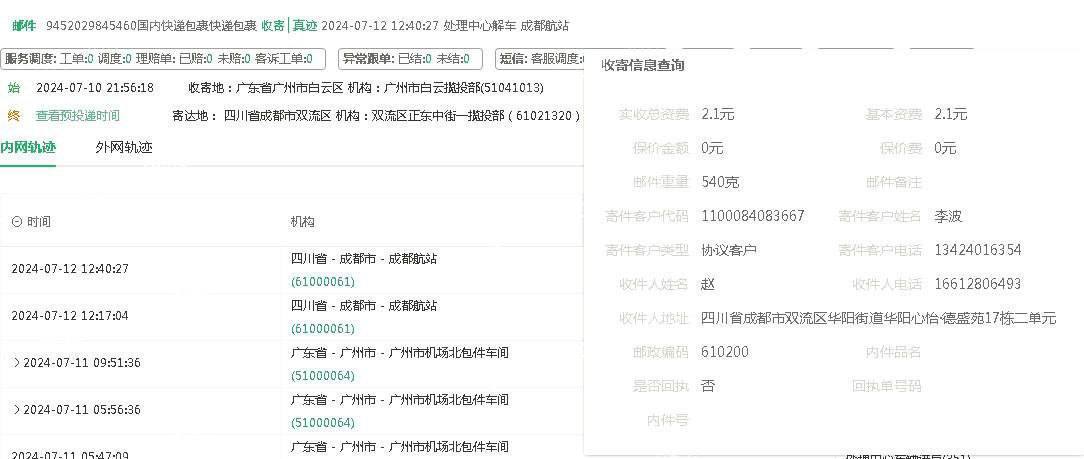 邮件 9452029845460国内快递包裹快递包裹 收寄 真迹 2024-07-12 12:40:27 处理中心解车 成都航站
服务调度: 工单:0 调度:0 理赔单: 已赔:0 未赔:0 客诉工单:0 异常跟单: 已结:0 未结:0 短信: 客服调度:
始 2024-07-10 21:56:18 收寄地：广东省广州市白云区 机构：广州市白云揽投部(51041013)
终 查看预投递时间 寄达地： 四川省成都市双流区 机构：双流区正东中街一揽投部（61021320）
内网轨迹 外网轨迹
时间 机构
2024-07-12 12:40:27 四川省 - 成都市 - 成都航站
(61000061)
2024-07-12 12:17:04 四川省 - 成都市 - 成都航站
(61000061)
2024-07-11 09:51:36 广东省 - 广州市 - 广州市机场北包件车间
(51000064)
2024-07-11 05:56:36 广东省 - 广州市 - 广州市机场北包件车间
(51000064)
2024-07-11 05:47:09 广东省 - 广州市 - 广州市机场北包件车间
收寄信息查询
实收总资费 2.1元 基本资费 2.1元
保价金额 0元 保价费 0元
邮件重量 540克 邮件备注
寄件客户代码 1100084083667 寄件客户姓名 李波
寄件客户类型 协议客户 寄件客户电话 13424016354
收件人姓名 赵 收件人电话 16612806493
收件人地址 四川省成都市双流区华阳街道华阳心怡·德盛苑17栋二单元
邮政编码 610200 内件品名
是否回执 否 回执单号码
内件号